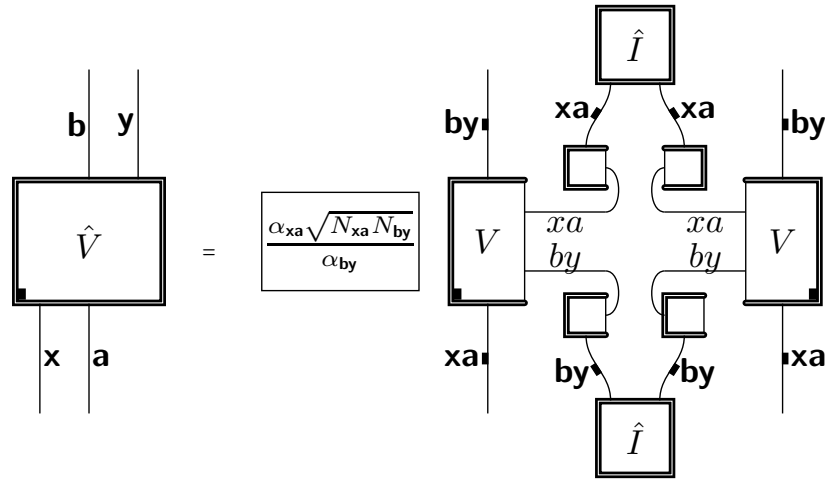 Î
b y xa xa by by
V̂ = α_xa √N_xa N_by / α_by V xa xa V
by by
x a xa by by xa
Î